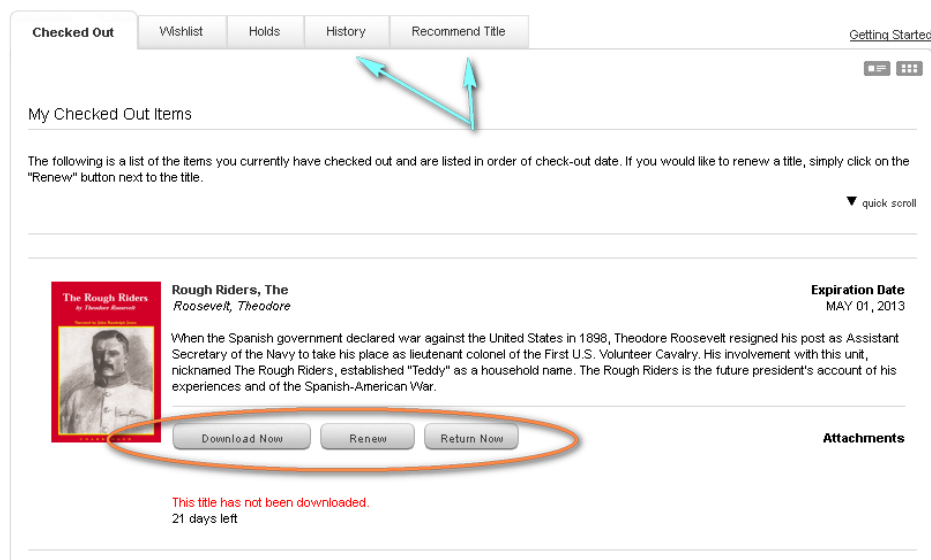 Checked Out
Wishlist
Holds
History
Recommend Title
Getting Started
My Checked Out Items
The following is a list of the items you currently have checked out and are listed in order of check-out date. If you would like to renew a title, simply click on the
"Renew" button next to the title.
quick scroll
The Rough Riders
by Theodore Roosevelt
Narrated by John Randolph Jones
UNABRIDGED
Rough Riders, The
Roosevelt, Theodore
Expiration Date
MAY 01, 2013
When the Spanish government declared war against the United States in 1898, Theodore Roosevelt resigned his post as Assistant
Secretary of the Navy to take his place as lieutenant colonel of the First U.S. Volunteer Cavalry. His involvement with this unit,
nicknamed The Rough Riders, established "Teddy" as a household name. The Rough Riders is the future president's account of his
experiences and of the Spanish-American War.
Download Now
Renew
Return Now
Attachments
This title has not been downloaded.
21 days left